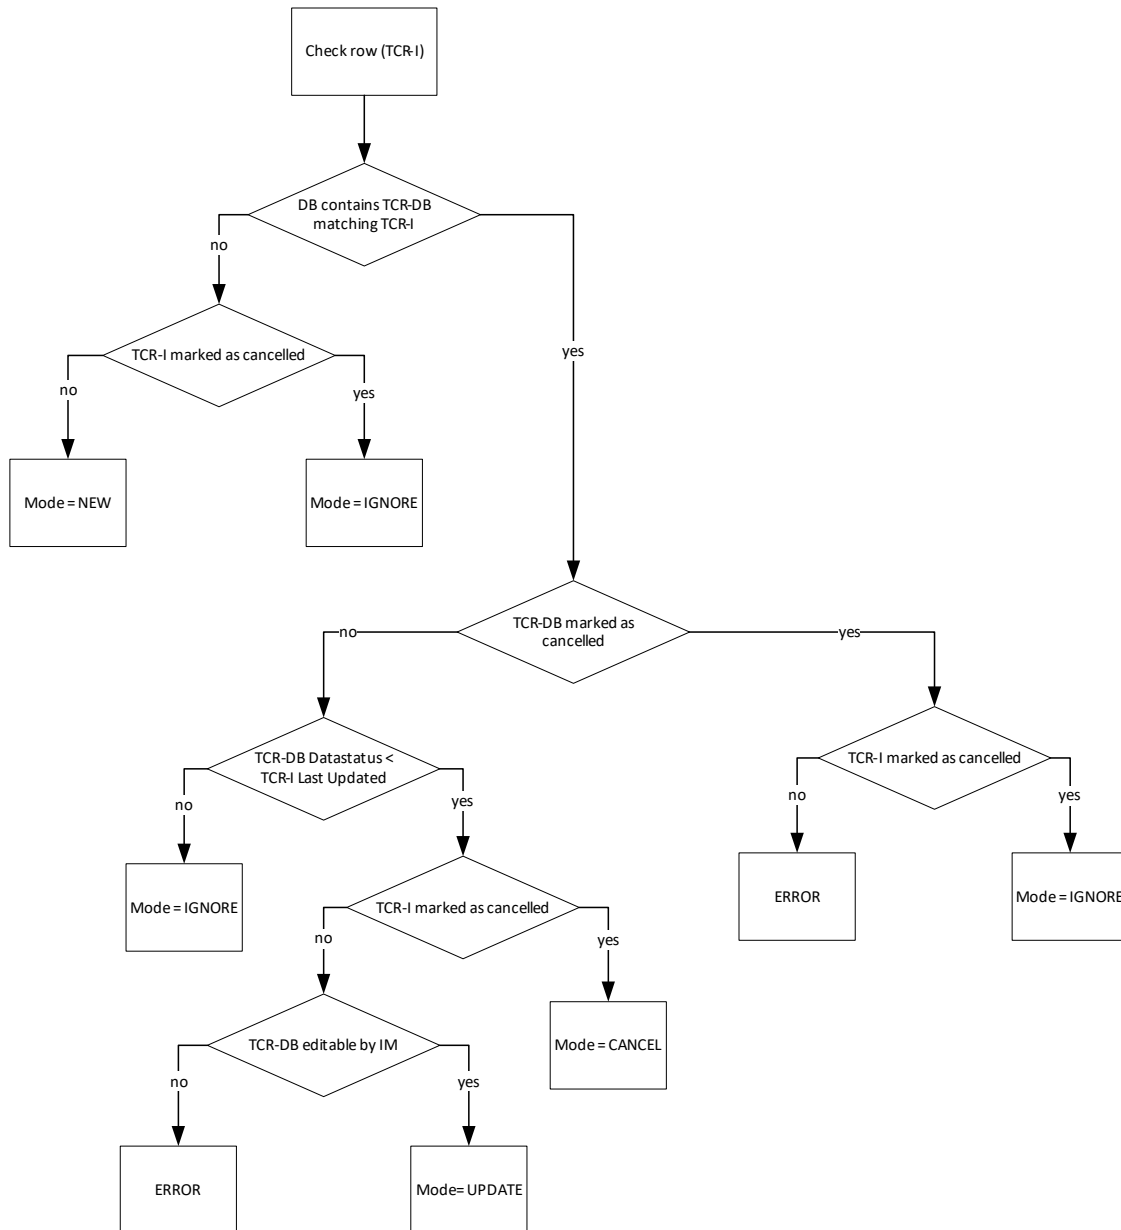 Check row (TCR-I)
DB contains TCR-DB
matching TCR-I
no
yes
TCR-I marked as cancelled
no
yes
Mode = NEW
Mode = IGNORE
TCR-DB marked as
cancelled
no
yes
TCR-DB Datastatus <
TCR-I Last Updated
TCR-I marked as cancelled
no
yes
no
yes
Mode = IGNORE
TCR-I marked as cancelled
ERROR
Mode = IGNORE
no
yes
TCR-DB editable by IM
Mode = CANCEL
no
yes
ERROR
Mode= UPDATE